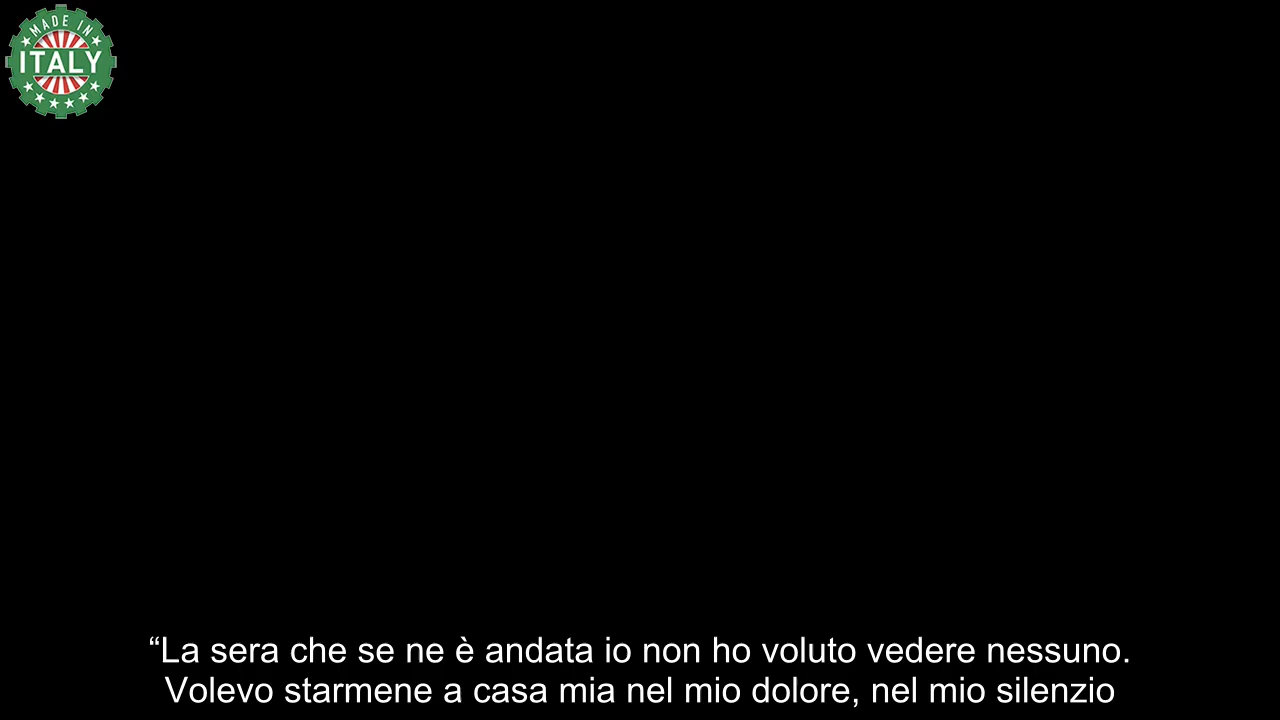 MADE IN
ITALY
“La sera che se ne è andata io non ho voluto vedere nessuno.
Volevo starmene a casa mia nel mio dolore, nel mio silenzio